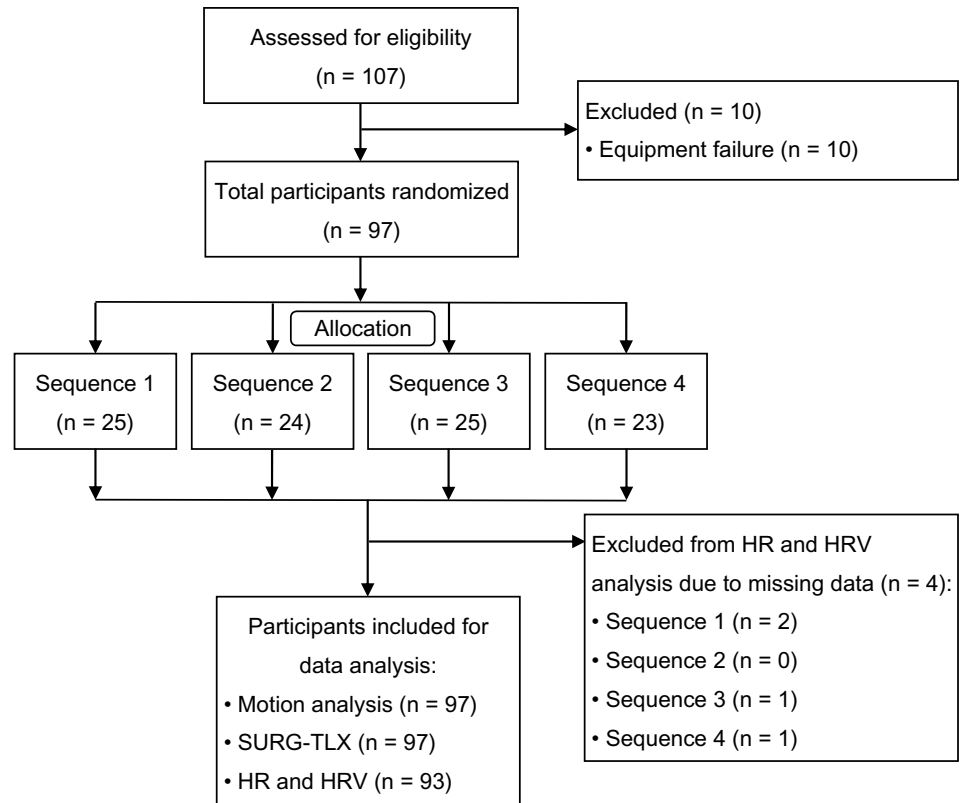 Assessed for eligibility
(n = 107)
Excluded (n = 10)
• Equipment failure (n = 10)
Total participants randomized
(n = 97)
Allocation
Sequence 1
(n = 25)
Sequence 2
(n = 24)
Sequence 3
(n = 25)
Sequence 4
(n = 23)
Excluded from HR and HRV
analysis due to missing data (n = 4):
• Sequence 1 (n = 2)
• Sequence 2 (n = 0)
• Sequence 3 (n = 1)
• Sequence 4 (n = 1)
Participants included for
data analysis:
• Motion analysis (n = 97)
• SURG-TLX (n = 97)
• HR and HRV (n = 93)